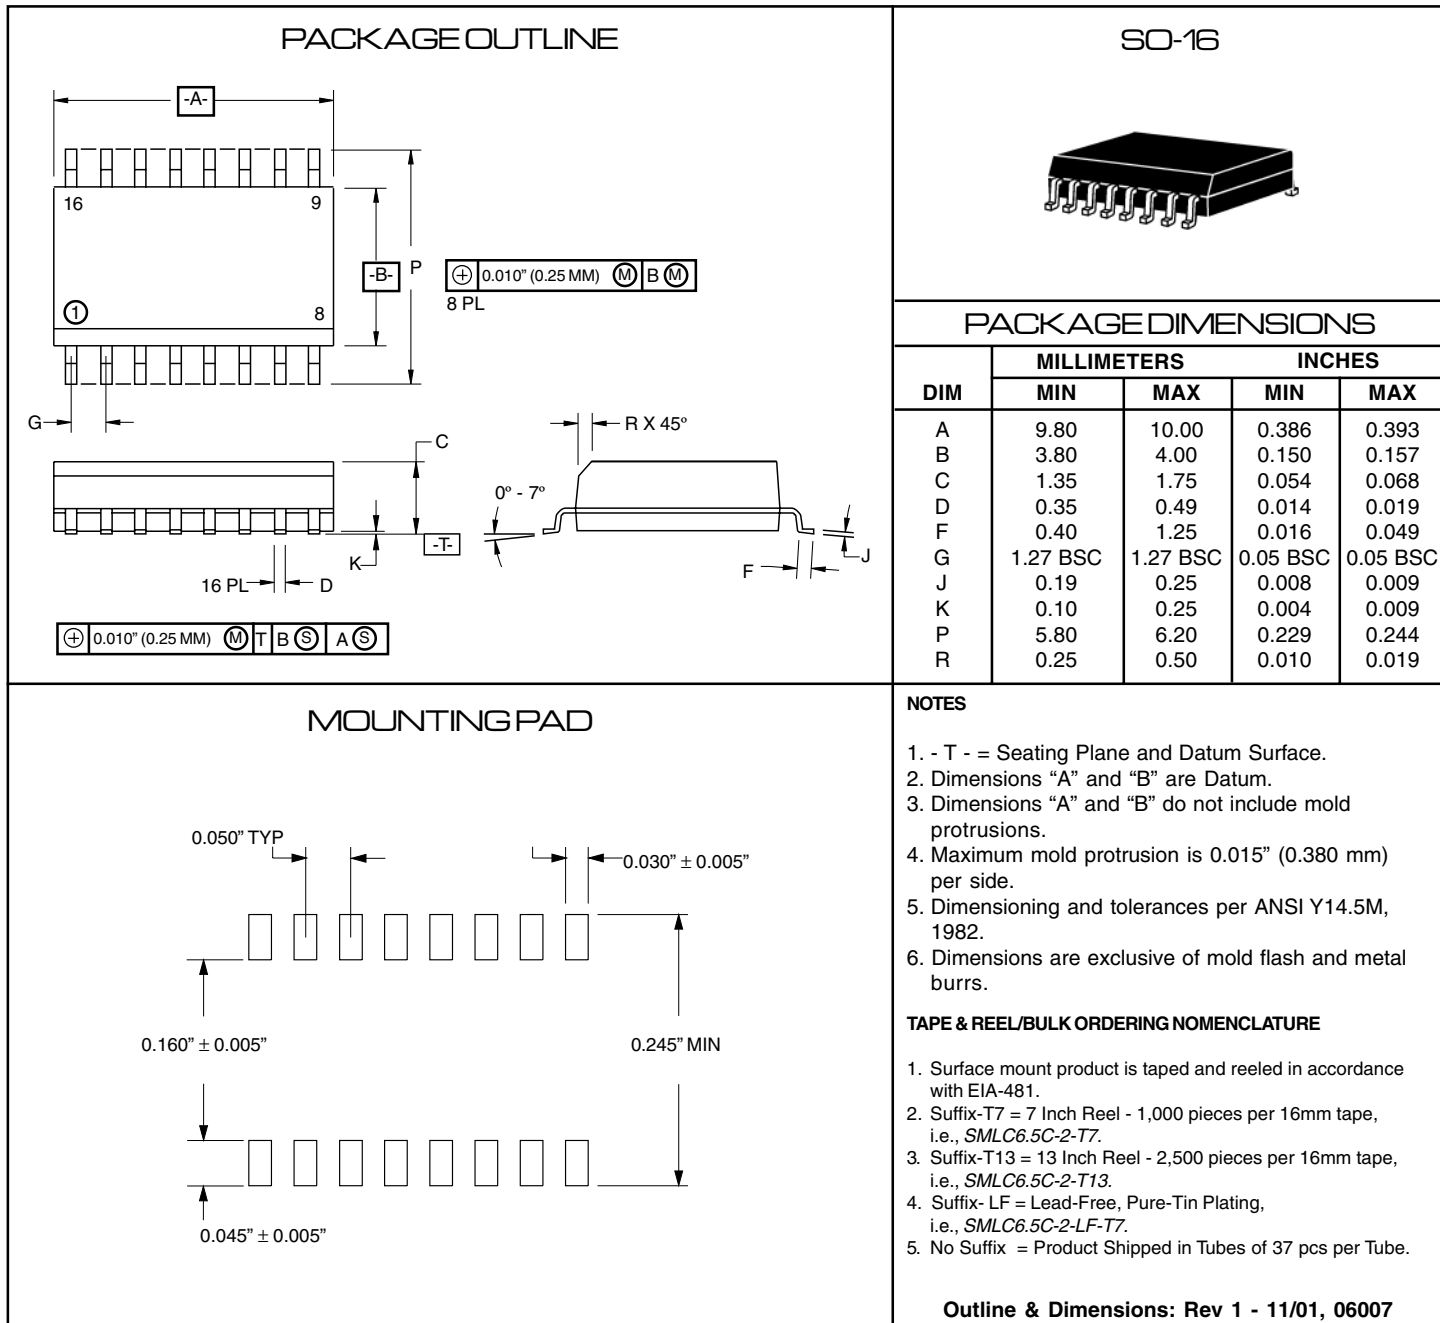 PACKAGE OUTLINE
-A-
16
9
1
8
-B-
P
0.010” (0.25 MM) M B M
8 PL
G
C
K
-T-
16 PL
D
0.010” (0.25 MM) M T B S A S
R X 45º
0º - 7º
F
J
SO-16
PACKAGE DIMENSIONS
MILLIMETERS INCHES
DIM MIN MAX MIN MAX
A 9.80 10.00 0.386 0.393
B 3.80 4.00 0.150 0.157
C 1.35 1.75 0.054 0.068
D 0.35 0.49 0.014 0.019
F 0.40 1.25 0.016 0.049
G 1.27 BSC 1.27 BSC 0.05 BSC 0.05 BSC
J 0.19 0.25 0.008 0.009
K 0.10 0.25 0.004 0.009
P 5.80 6.20 0.229 0.244
R 0.25 0.50 0.010 0.019
MOUNTING PAD
0.050” TYP
0.030” ± 0.005”
0.160” ± 0.005”
0.245” MIN
0.045” ± 0.005”
NOTES
1. - T - = Seating Plane and Datum Surface.
2. Dimensions “A” and “B” are Datum.
3. Dimensions “A” and “B” do not include mold
protrusions.
4. Maximum mold protrusion is 0.015” (0.380 mm)
per side.
5. Dimensioning and tolerances per ANSI Y14.5M,
1982.
6. Dimensions are exclusive of mold flash and metal
burrs.
TAPE & REEL/BULK ORDERING NOMENCLATURE
1. Surface mount product is taped and reeled in accordance
with EIA-481.
2. Suffix-T7 = 7 Inch Reel - 1,000 pieces per 16mm tape,
i.e., SMLC6.5C-2-T7.
3. Suffix-T13 = 13 Inch Reel - 2,500 pieces per 16mm tape,
i.e., SMLC6.5C-2-T13.
4. Suffix- LF = Lead-Free, Pure-Tin Plating,
i.e., SMLC6.5C-2-LF-T7.
5. No Suffix = Product Shipped in Tubes of 37 pcs per Tube.
Outline & Dimensions: Rev 1 - 11/01, 06007